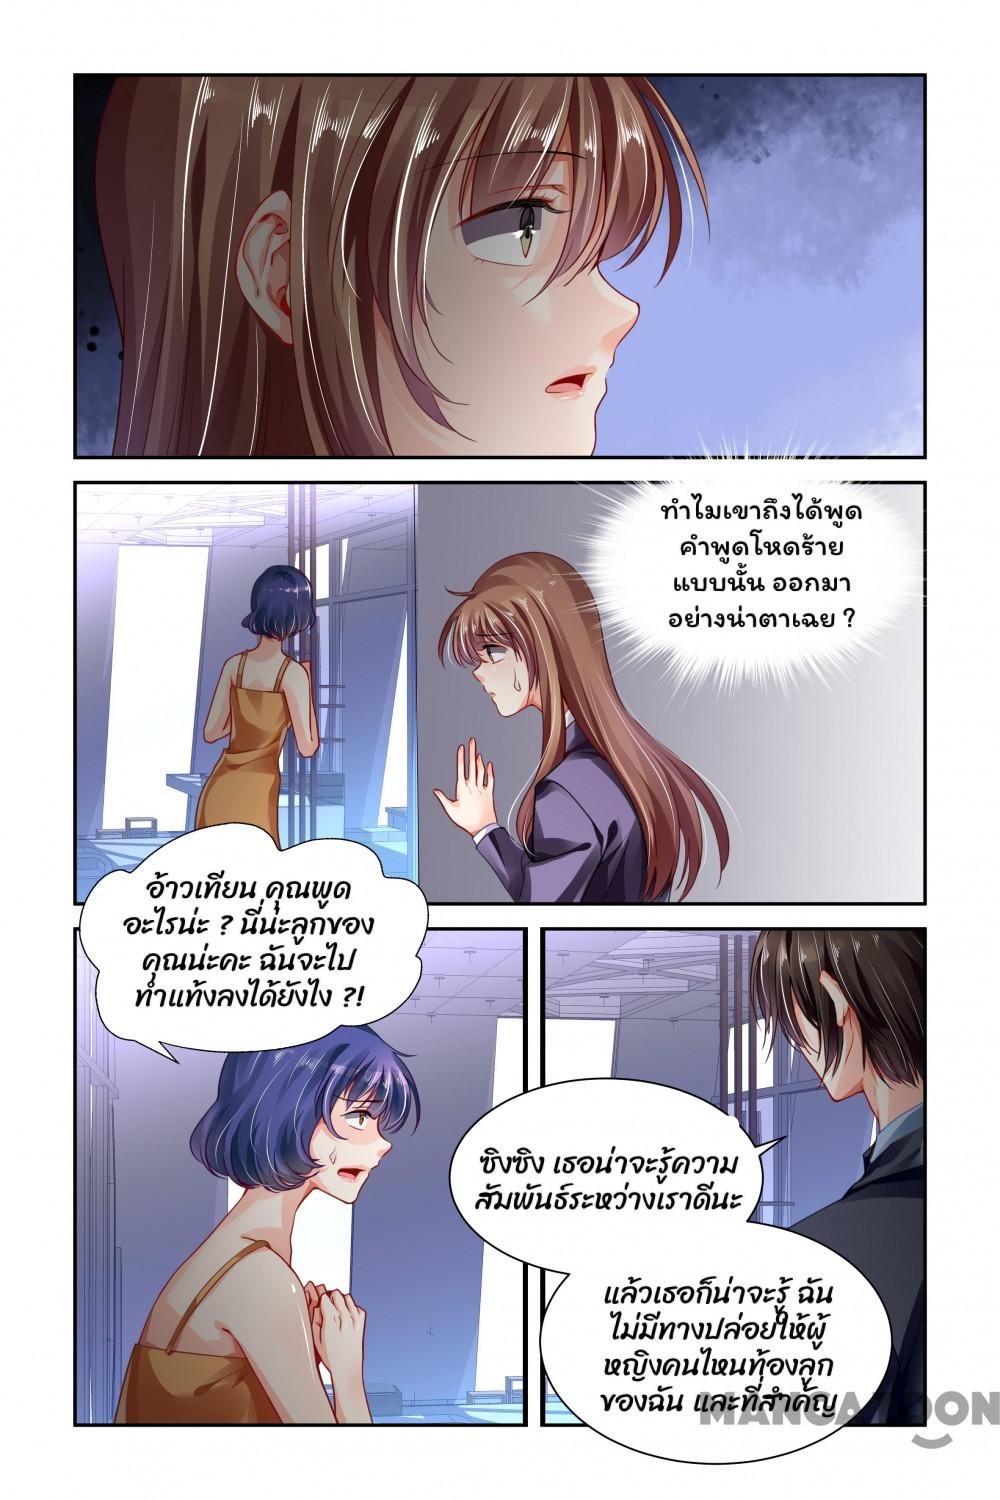 ทำไมเขาถึงได้พูด
คำพูดโหดร้าย
แบบนั้น ออกมา
อย่างน่าตาเฉย ?
อ้าวเทียน คุณพูด
อะไรน่ะ ? นี่น่ะลูกของ
คุณน่ะคะ ฉันจะไป
ทำแท้งลงได้ยังไง ?!
ซิงซิง เธอน่าจะรู้ความ
สัมพันธ์ระหว่างเราดีนะ
แล้วเธอก็น่าจะรู้ ฉัน
ไม่มีทางปล่อยให้ผู้
หญิงคนไหนท้องลูก
ของฉัน และที่สำคัญ
MANGATOON